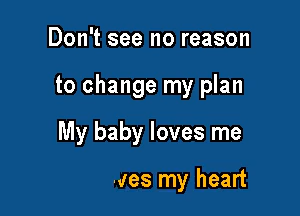 Don't see no reason
to change my plan
My baby loves me
my heart